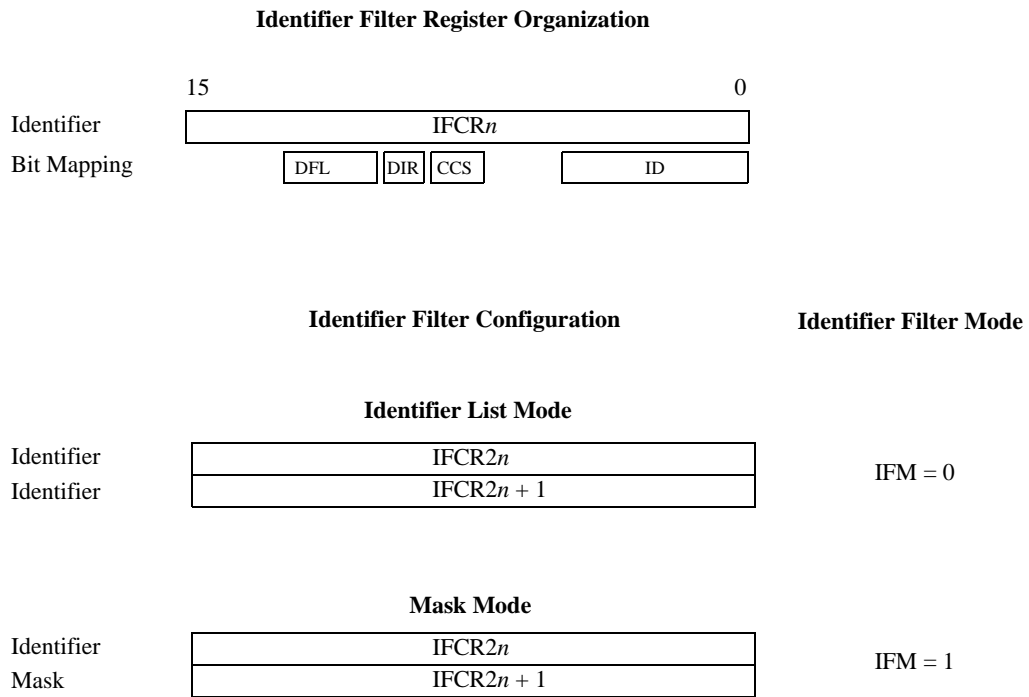 Identifier Filter Register Organization
15 0
Identifier IFCRn
Bit Mapping DFL DIR CCS ID
Identifier Filter Configuration Identifier Filter Mode
Identifier List Mode
Identifier IFCR2n
IFM = 0
Identifier IFCR2n + 1
Mask Mode
Identifier IFCR2n
IFM = 1
Mask IFCR2n + 1